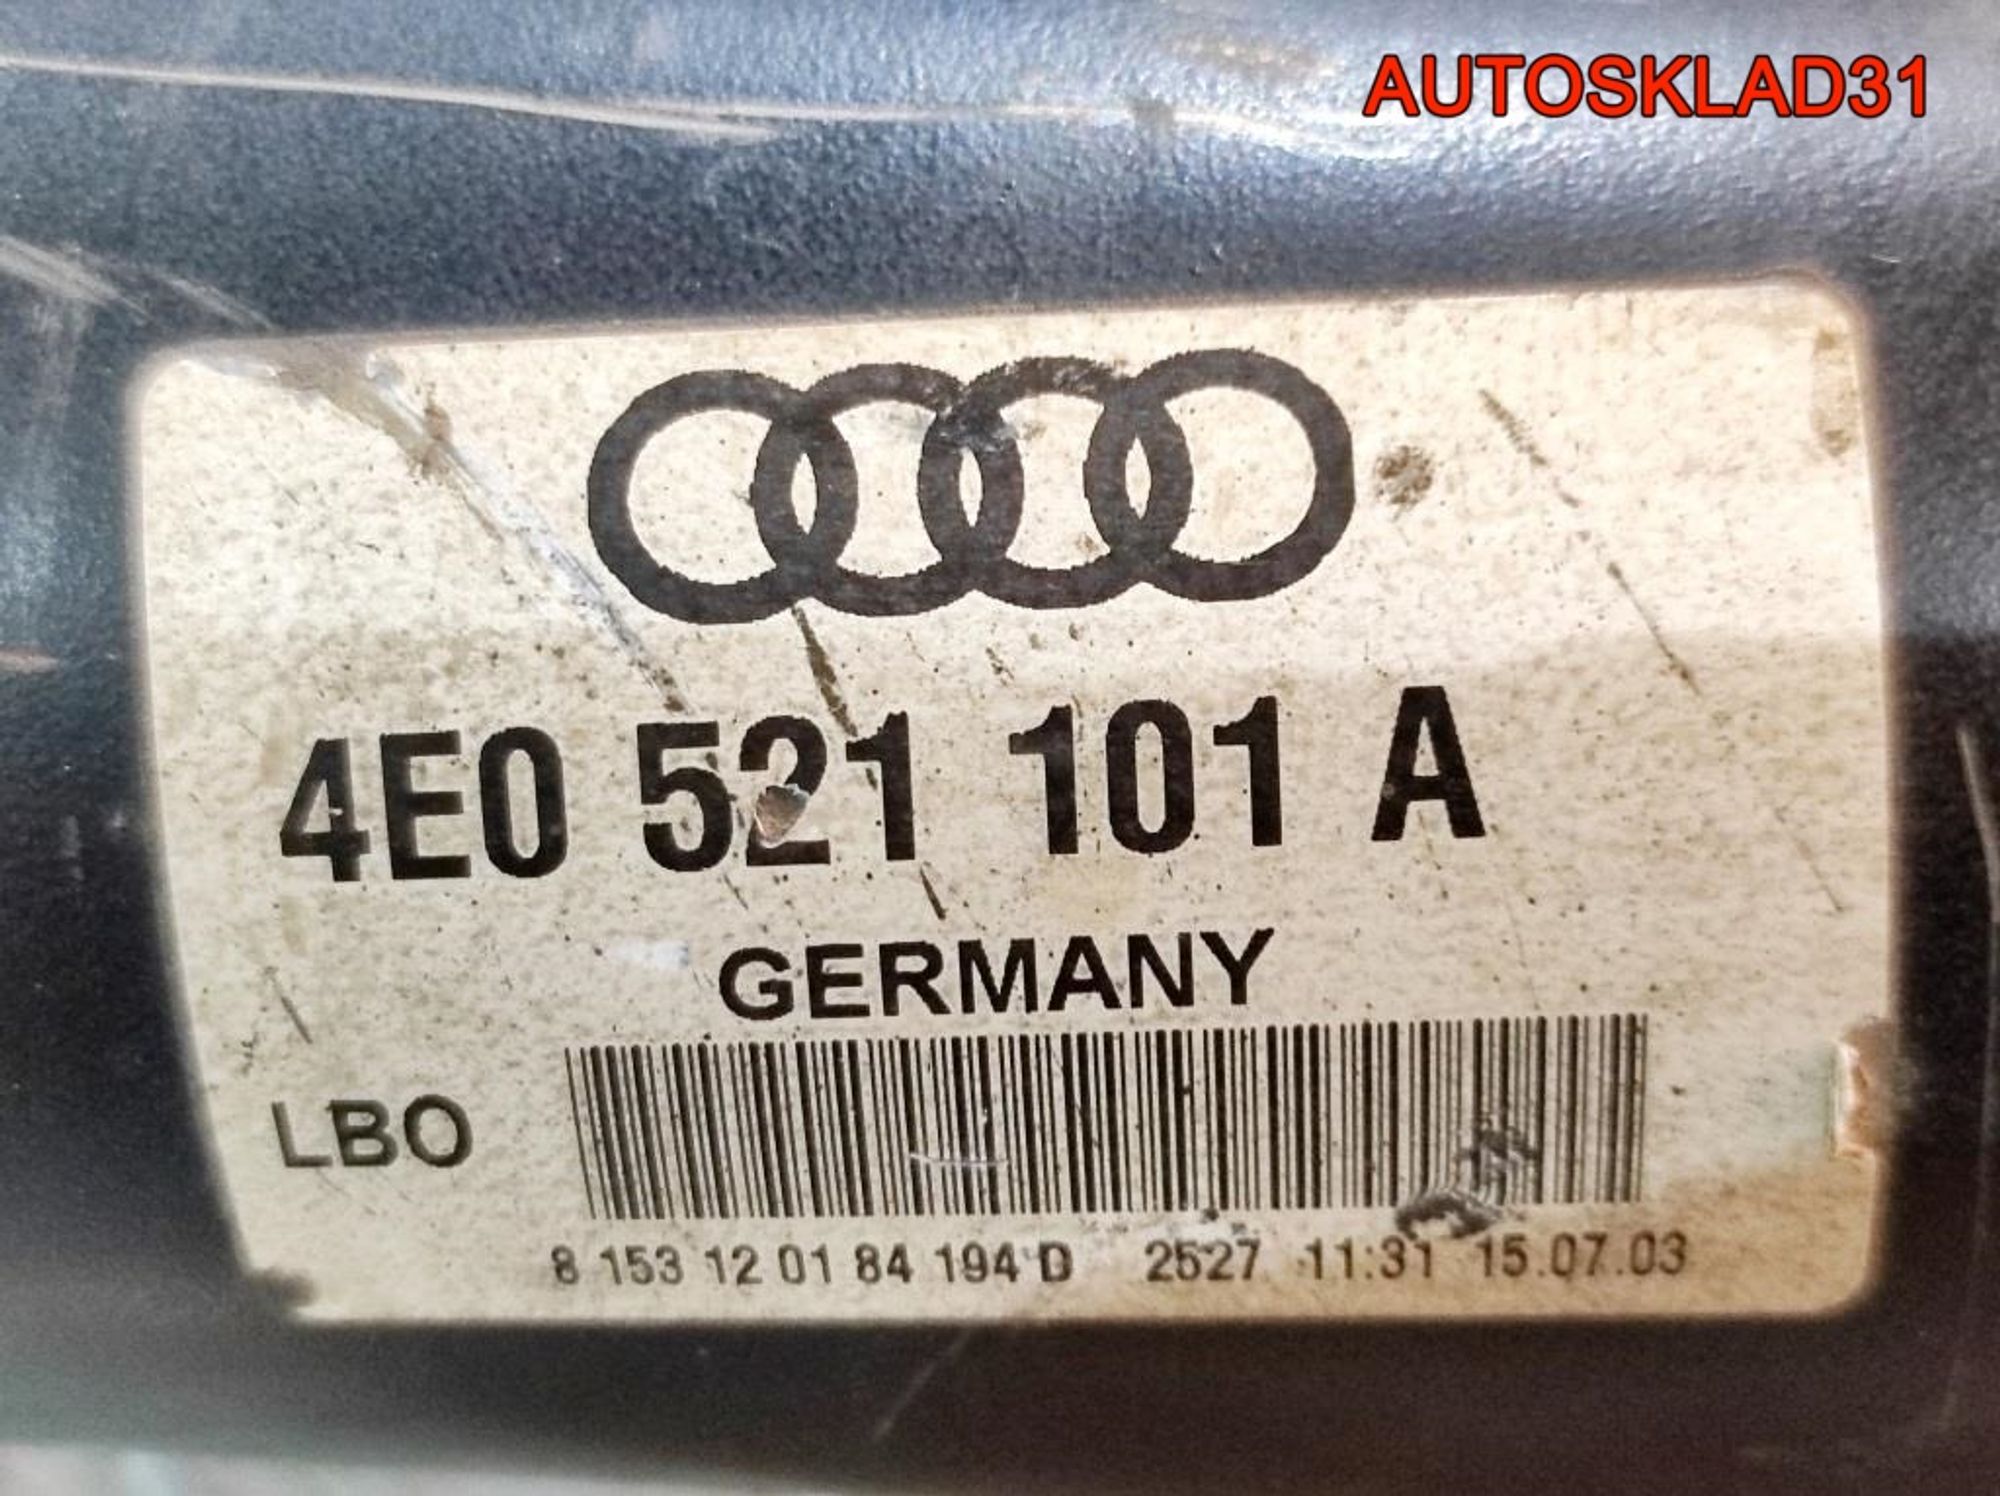 AUTOSKLAD31
4E0 521 101 A
GERMANY
LBO
8 153 12 01 84 194 D 2527 11:31 15.07.03